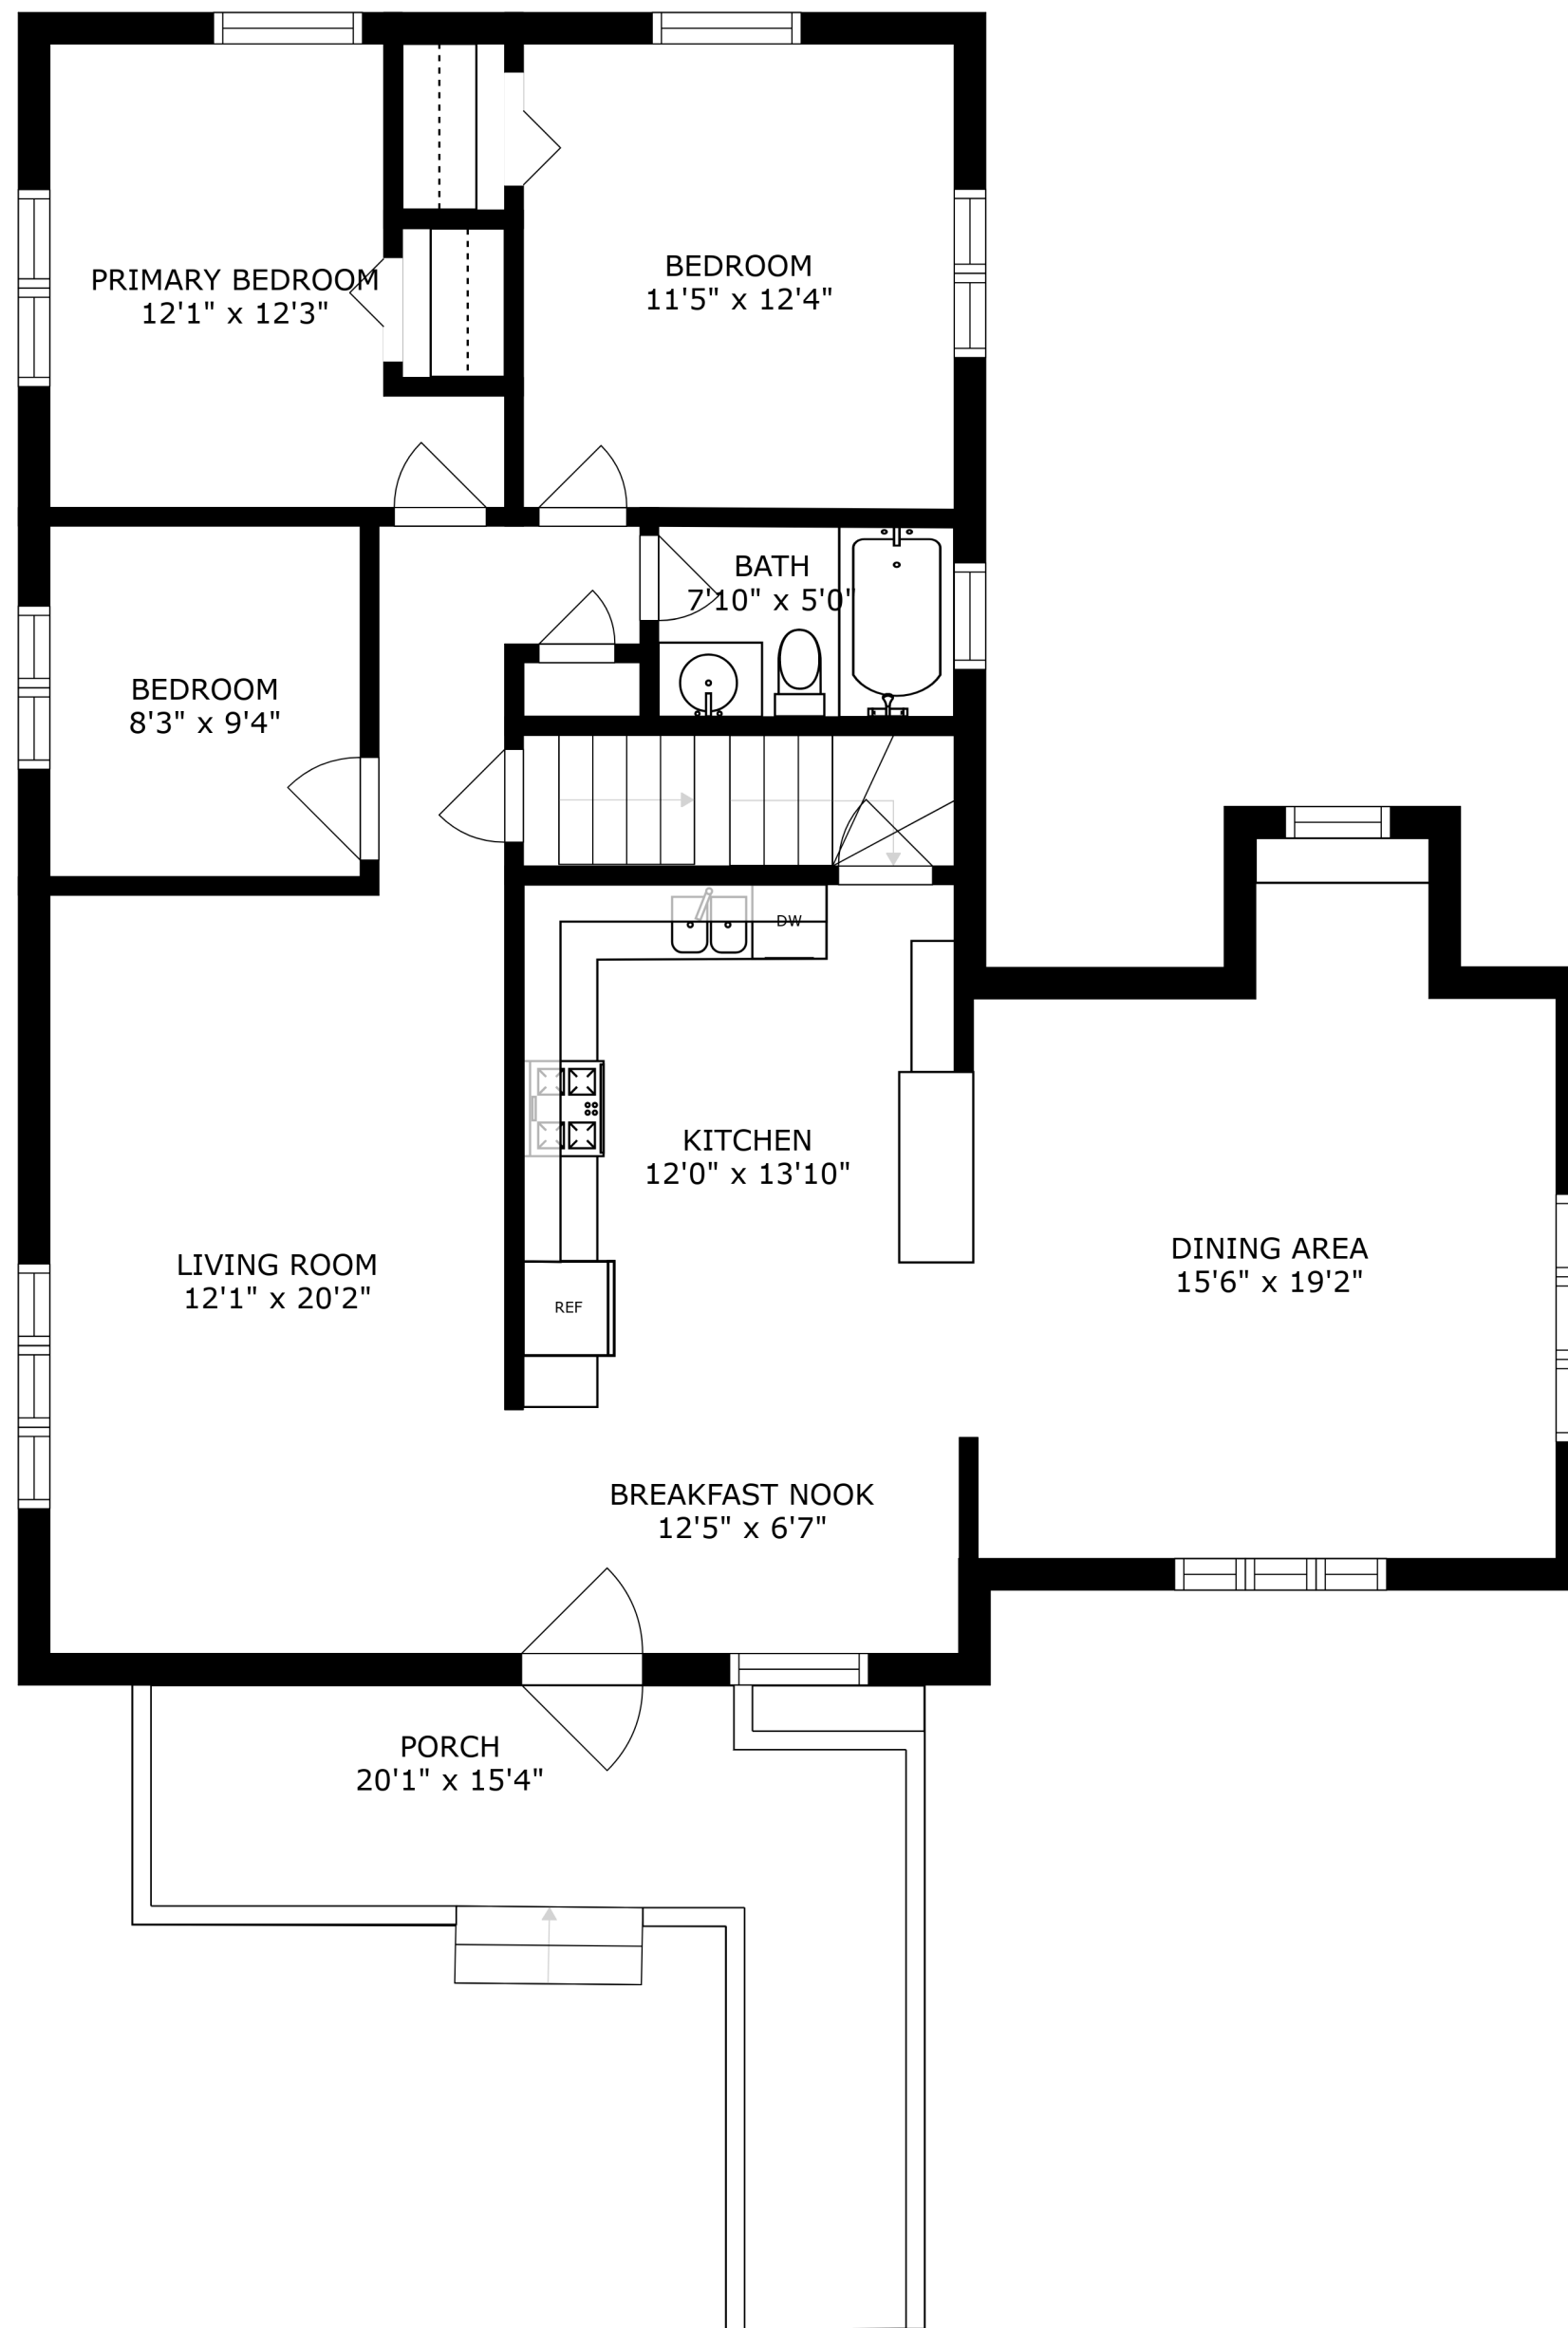 PRIMARY BEDROOM
12'1" x 12'3"
BEDROOM
11'5" x 12'4"
BATH
7'10" x 5'0"
BEDROOM
8'3" x 9'4"
DW
KITCHEN
12'0" x 13'10"
LIVING ROOM
12'1" x 20'2"
REF
DINING AREA
15'6" x 19'2"
BREAKFAST NOOK
12'5" x 6'7"
PORCH
20'1" x 15'4"